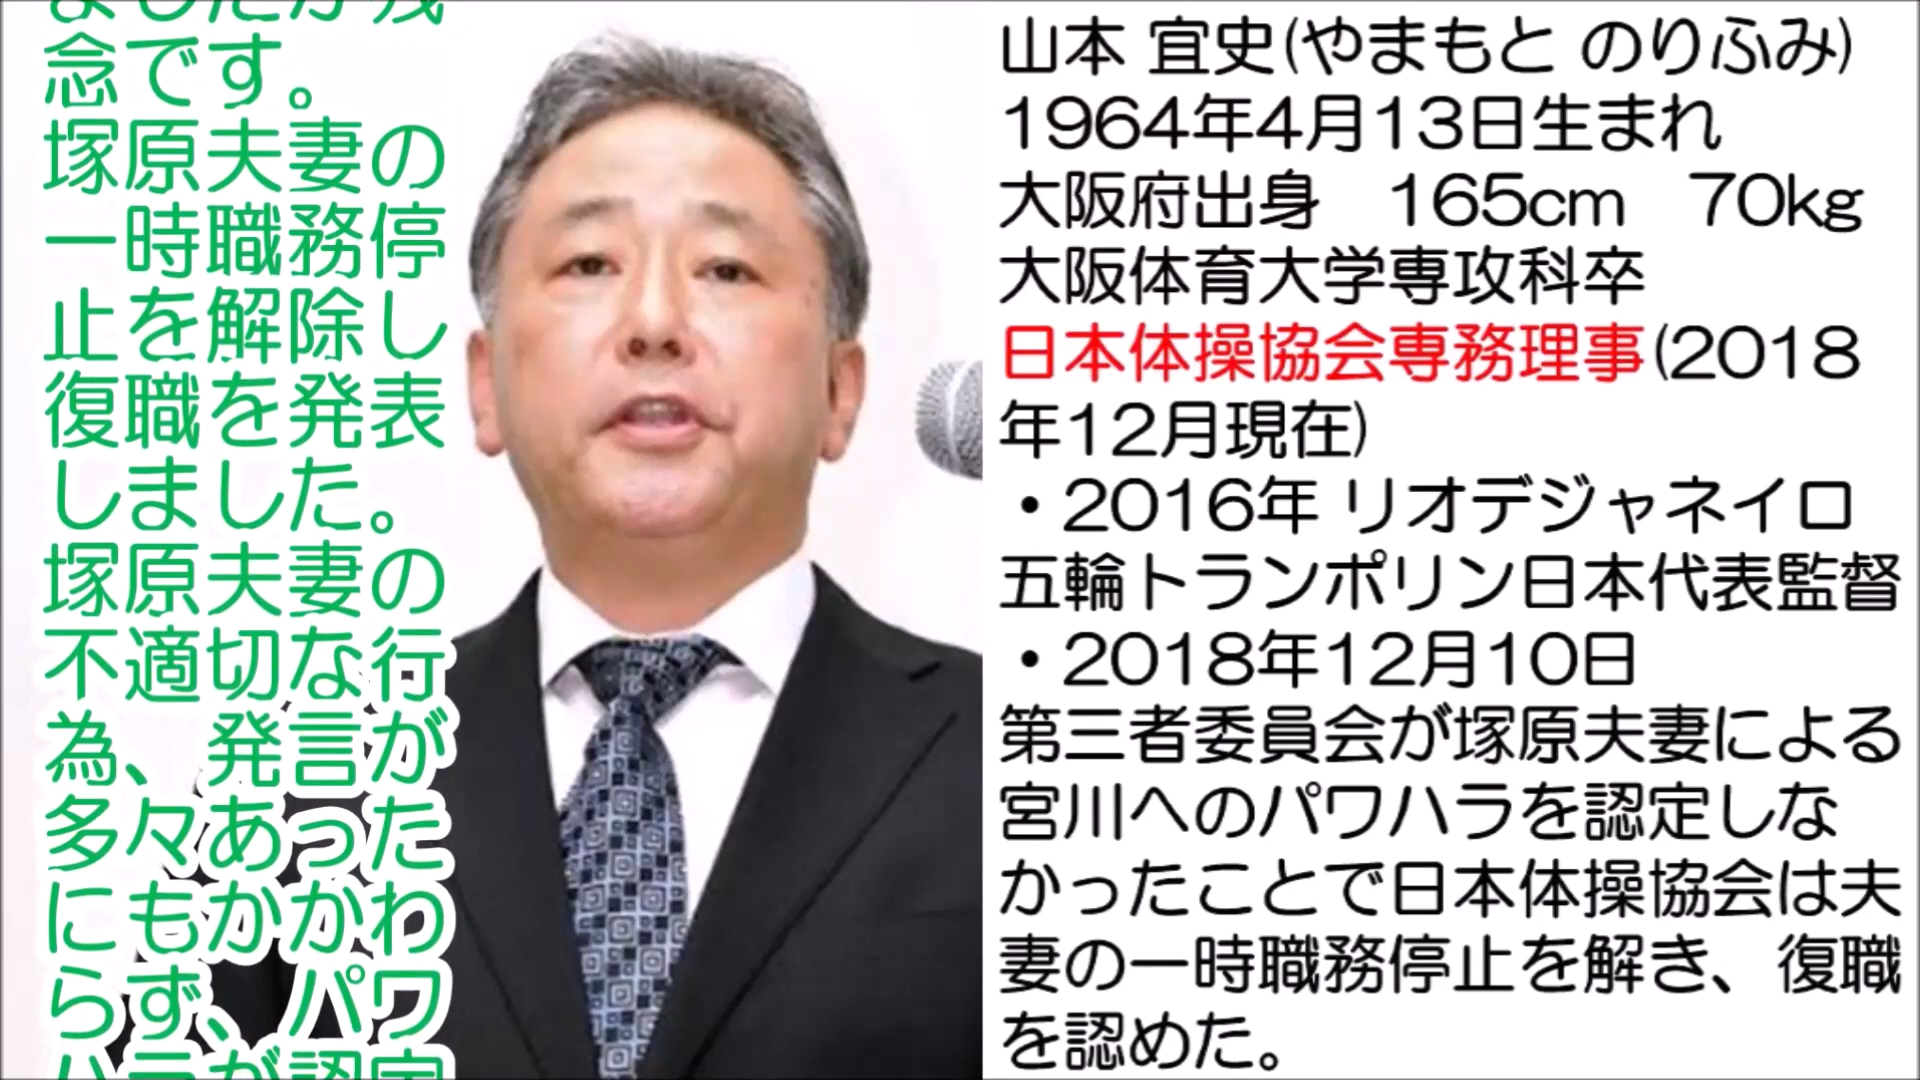 念です。
塚原夫妻の
一時職務停
止を解除し
復職を発表
しました。
塚原夫妻の
不適切な行
為、発言が
多々あった
にもかかわ
らず、パワ
山本 宜史(やまもと のりふみ)
1964年4月13日生まれ
大阪府出身　165cm　70kg
大阪体育大学専攻科卒
日本体操協会専務理事(2018
年12月現在)
・2016年 リオデジャネイロ
五輪トランポリン日本代表監督
・2018年12月10日
第三者委員会が塚原夫妻による
宮川へのパワハラを認定しな
かったことで日本体操協会は夫
妻の一時職務停止を解き、復職
を認めた。